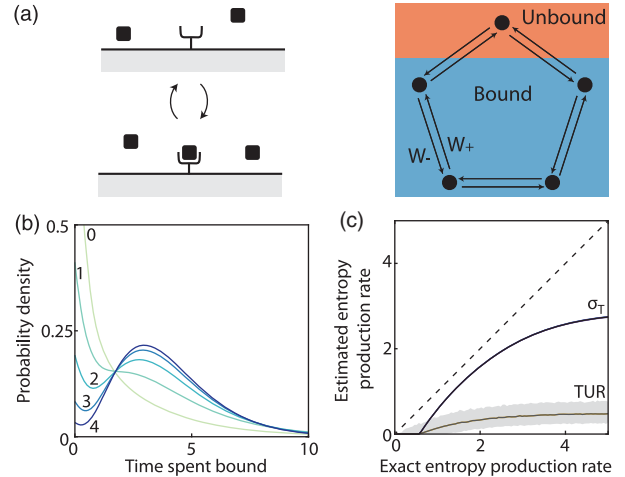 (a)
Unbound
Bound
W+
W-
(b)
0.5
0.25
0
0
1
2
3
4
Probability density
0
5
10
Time spent bound
(c)
4
2
0
0
2
4
σT
TUR
Estimated entropy
production rate
Exact entropy production rate